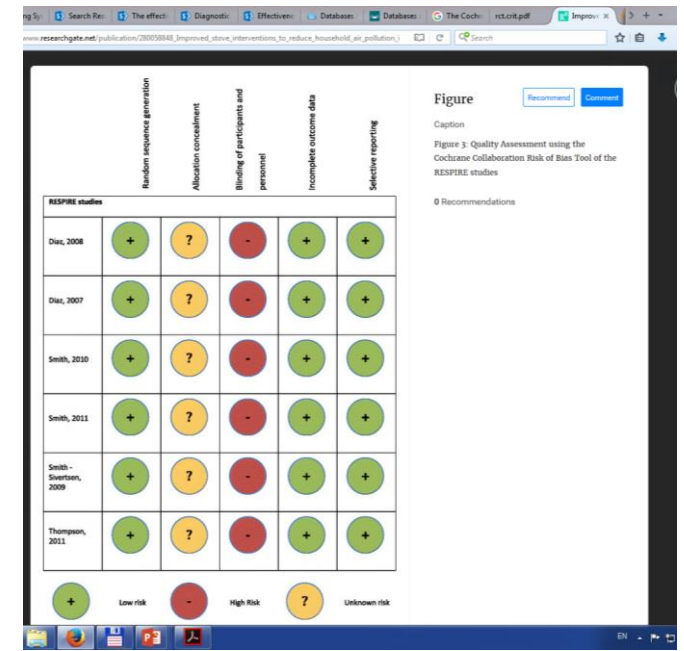 ng Sy
Search Res
The effect
Diagnostic
Effectivene
Databases
Databases
The Cochr
rct.crit.pdf
Improve ×
www.researchgate.net/publication/280058848_Improved_stove_interventions_to_reduce_household_air_pollution_i
Search
Random sequence generation
Allocation concealment
Blinding of participants and
personnel
Incomplete outcome data
Selective reporting
RESPIRE studies
Diaz, 2008
+ ? - + +
Diaz, 2007
+ ? - + +
Smith, 2010
+ ? - + +
Smith, 2011
+ ? - + +
Smith -
Sivertsen,
2009
+ ? - + +
Thompson,
2011
+ ? - + +
+ Low risk - High Risk ? Unknown risk
Figure
Recommend
Comment
Caption
Figure 3: Quality Assessment using the
Cochrane Collaboration Risk of Bias Tool of the
RESPIRE studies
0 Recommendations
EN